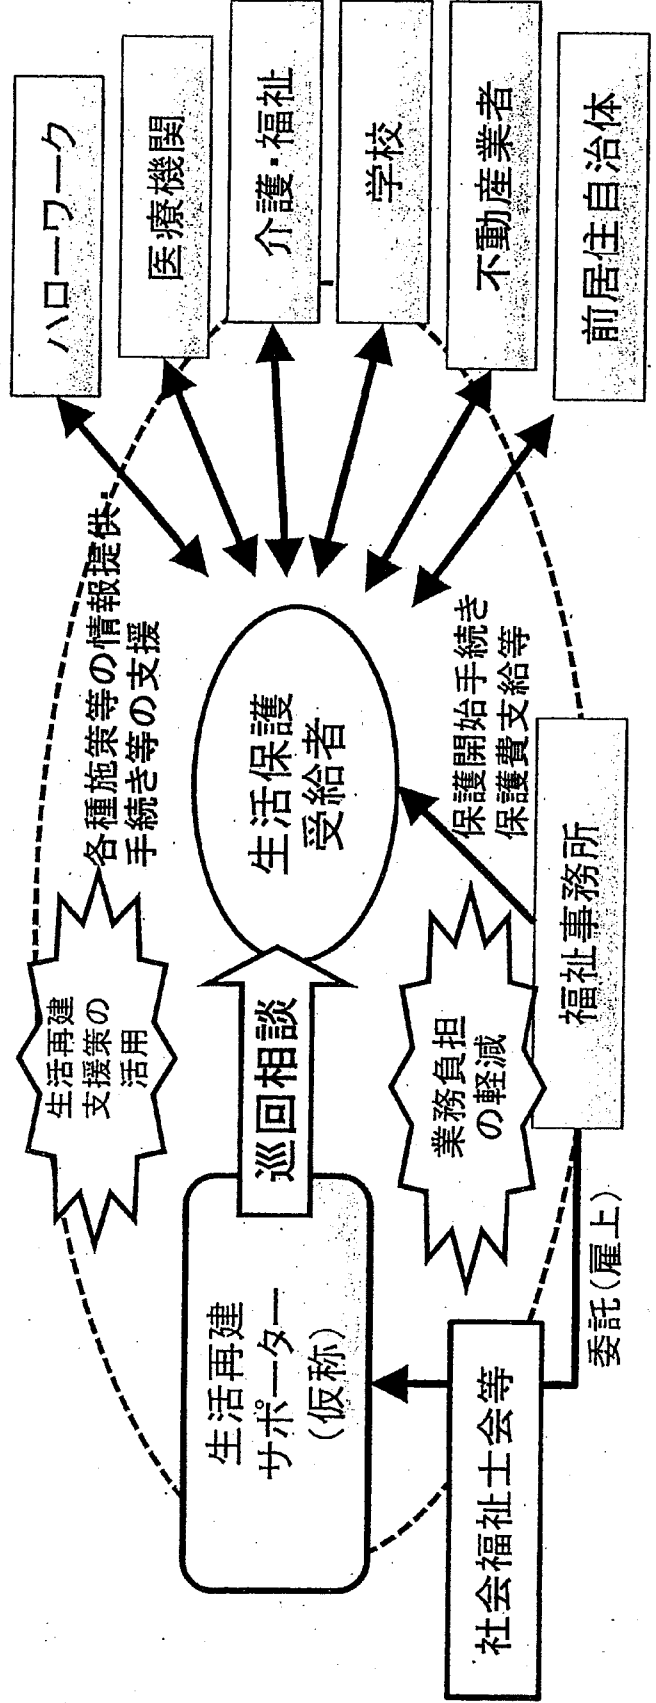 ハローワーク
医療機関
介護・福祉
学校
不動産業者
前居住自治体
各種施策等の情報提供・
手続き等の支援
生活再建
支援策の
活用
生活保護
受給者
巡回相談
生活再建
サポーター
（仮称）
保護開始手続き
保護費支給等
業務負担
の軽減
福祉事務所
委託（雇上）
社会福祉士会等